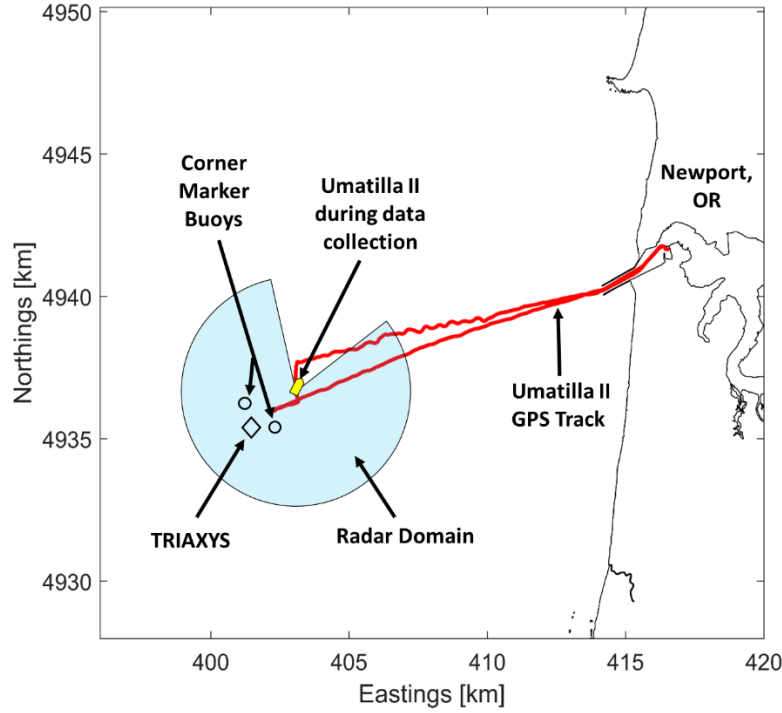 4950
4945
4940
4935
4930
Northings [km]
Corner
Marker
Buoys
Umatilla II
during data
collection
Newport,
OR
Umatilla II
GPS Track
TRIAXYS
Radar Domain
400
405
410
415
420
Eastings [km]